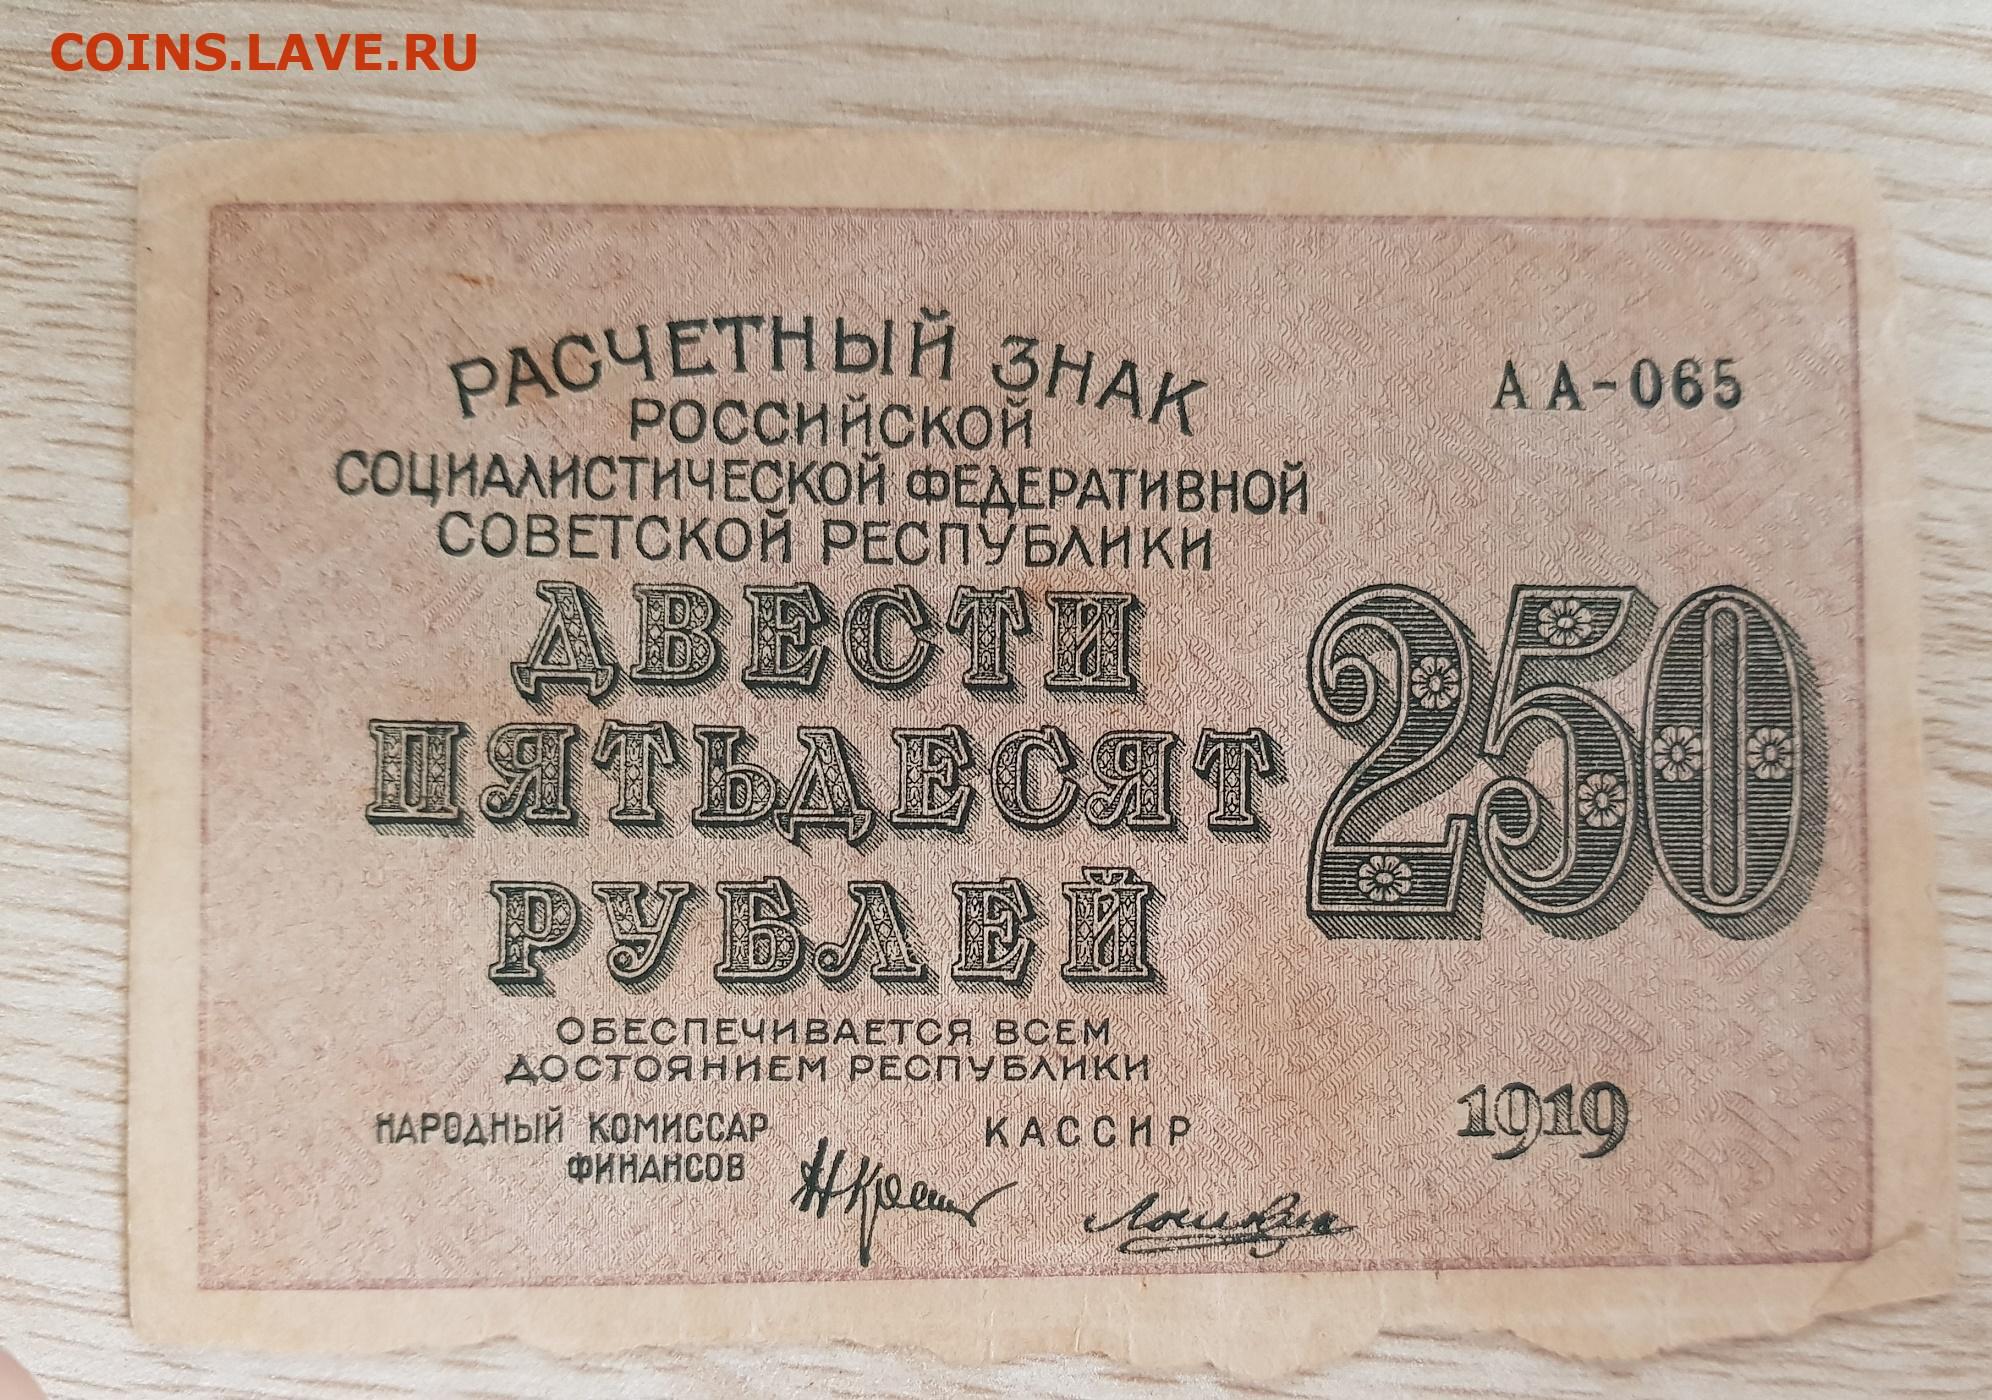 COINS.LAVE.RU
РАСЧЕТНЫЙ ЗНАК
РОССИЙСКОЙ
СОЦИАЛИСТИЧЕСКОЙ ФЕДЕРАТИВНОЙ
СОВЕТСКОЙ РЕСПУБЛИКИ
АА-065
ДВЕСТИ
ПЯТЬДЕСЯТ
РУБЛЕЙ
250
ОБЕСПЕЧИВАЕТСЯ ВСЕМ
ДОСТОЯНИЕМ РЕСПУБЛИКИ
НАРОДНЫЙ КОМИССАР
ФИНАНСОВ
КАССИР
1919